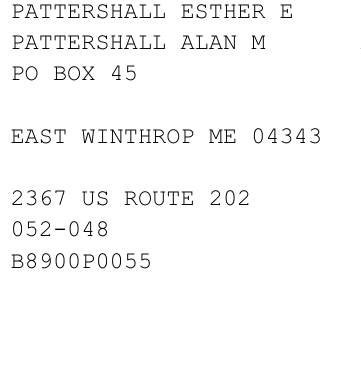 PATTERSHALL ESTHER E
PATTERSHALL ALAN M
PO BOX 45
EAST WINTHROP ME 04343
2367 US ROUTE 202
052-048
B8900P0055